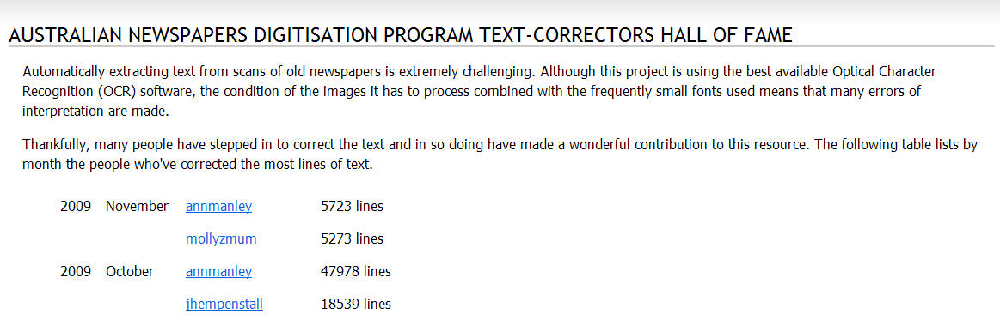 AUSTRALIAN NEWSPAPERS DIGITISATION PROGRAM TEXT-CORRECTORS HALL OF FAME
Automatically extracting text from scans of old newspapers is extremely challenging. Although this project is using the best available Optical Character
Recognition (OCR) software, the condition of the images it has to process combined with the frequently small fonts used means that many errors of
interpretation are made.
Thankfully, many people have stepped in to correct the text and in so doing have made a wonderful contribution to this resource. The following table lists by
month the people who've corrected the most lines of text.
2009 November annmanley 5723 lines
mollyzmum 5273 lines
2009 October annmanley 47978 lines
jhempenstall 18539 lines